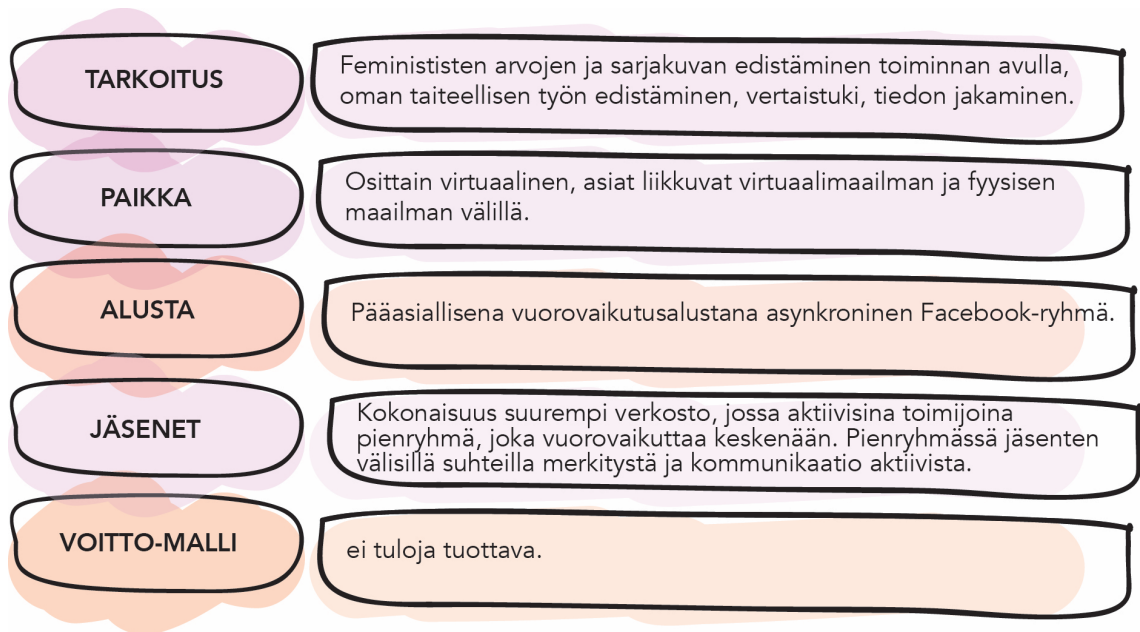 TARKOITUS
Feminististen arvojen ja sarjakuvan edistäminen toiminnan avulla,
oman taiteellisen työn edistäminen, vertaistuki, tiedon jakaminen.
PAIKKA
Osittain virtuaalinen, asiat liikkuvat virtuaalimaailman ja fyysisen
maailman välillä.
ALUSTA
Pääasiallisena vuorovaikutusalustana asynkroninen Facebook-ryhmä.
JÄSENET
Kokonaisuus suurempi verkosto, jossa aktiivisina toimijoina
pienryhmä, joka vuorovaikuttaa keskenään. Pienryhmässä jäsenten
välisillä suhteilla merkitystä ja kommunikaatio aktiivista.
VOITTO-MALLI
ei tuloja tuottava.